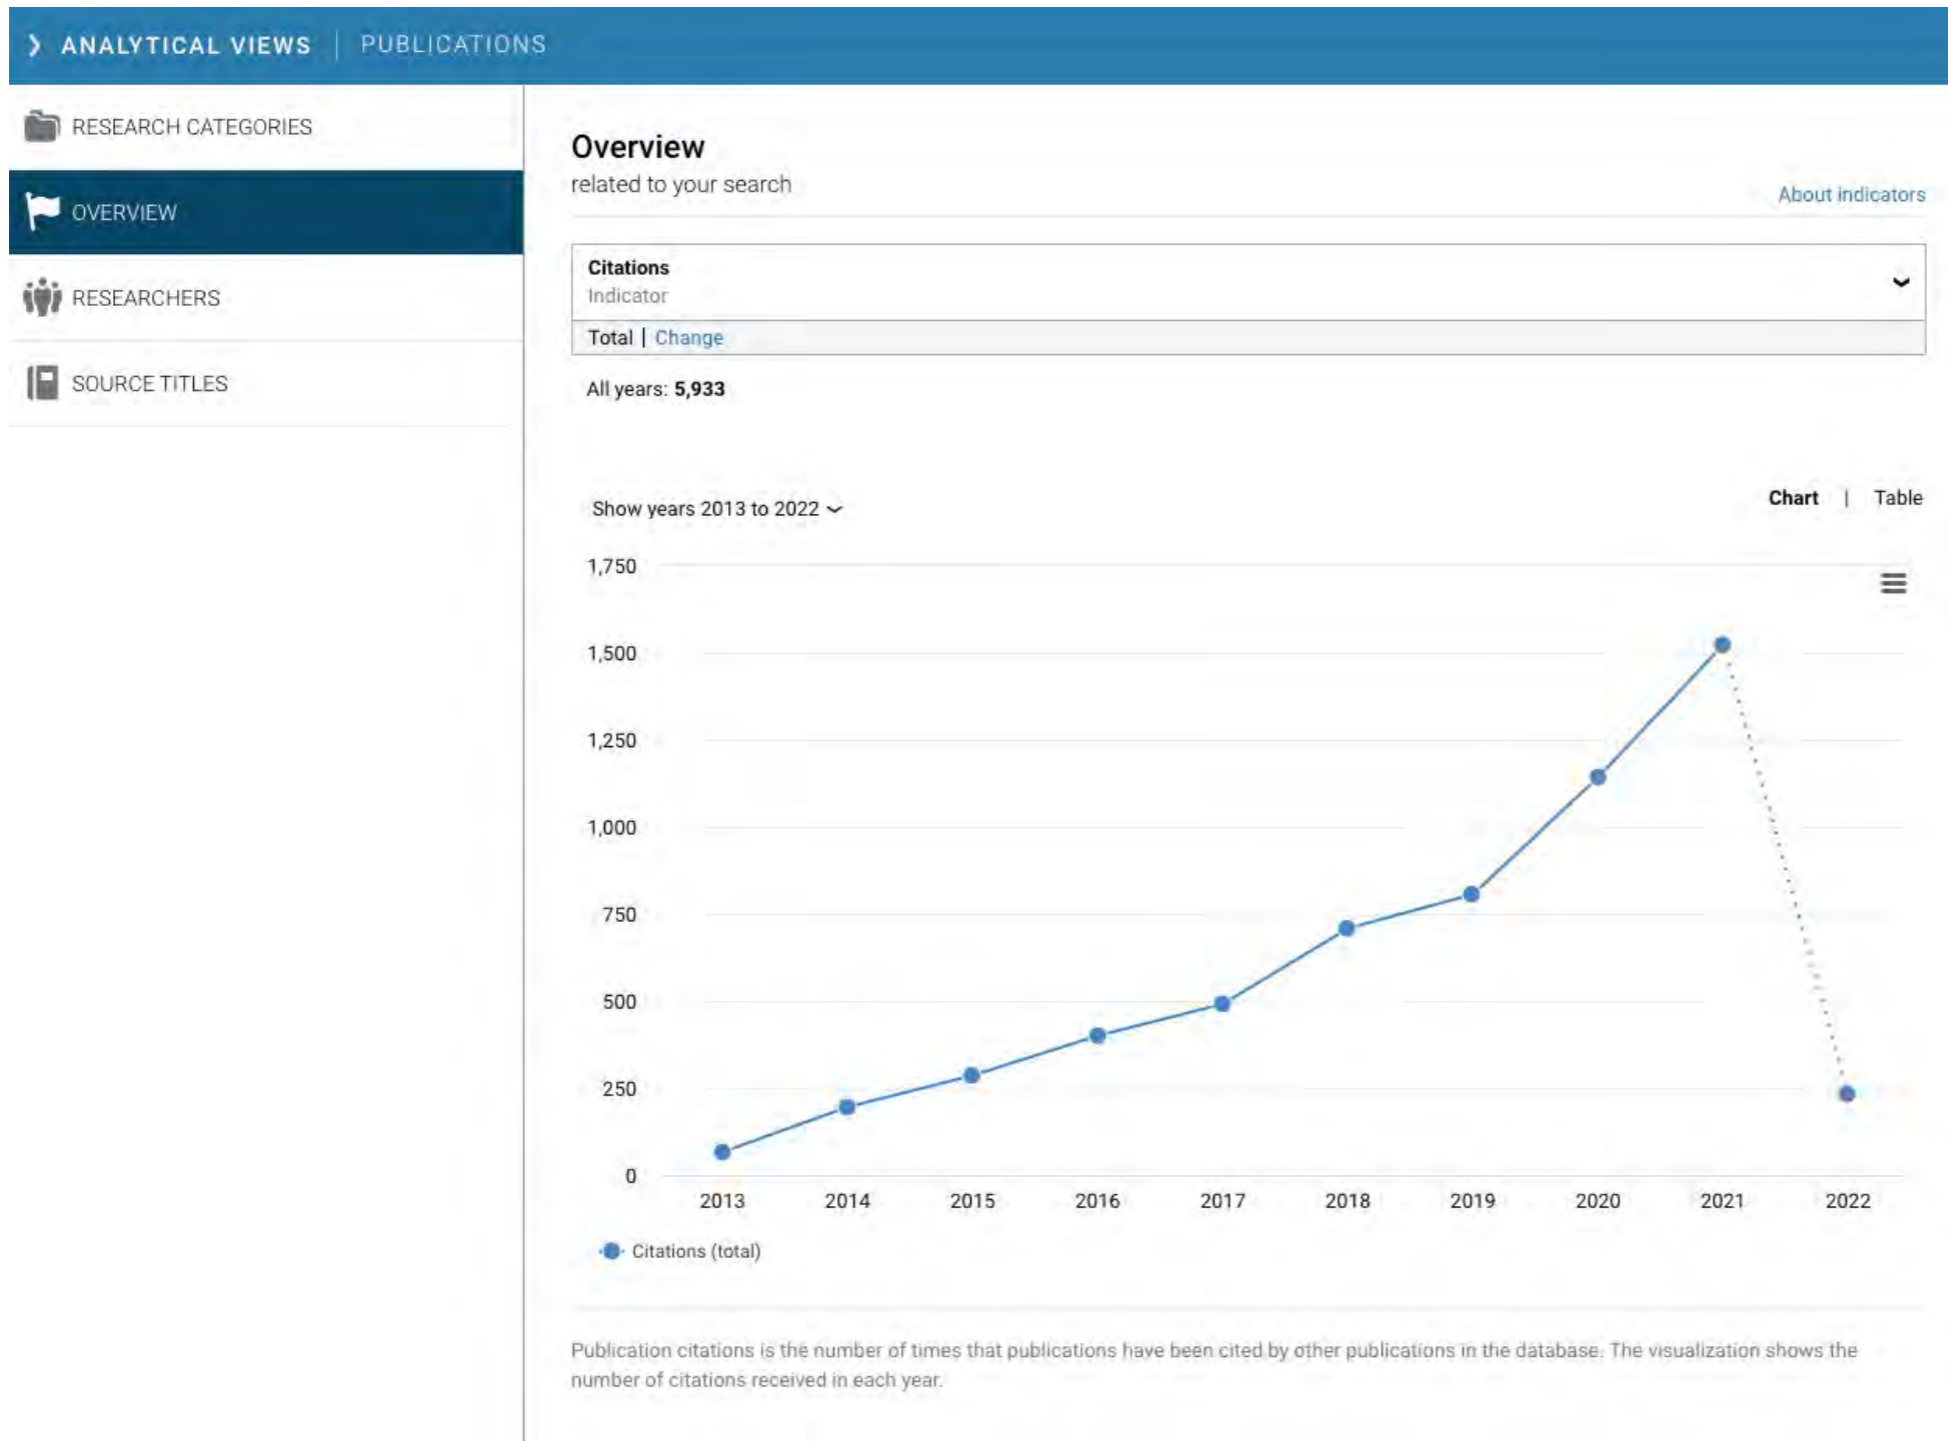 ANALYTICAL VIEWS | PUBLICATIONS
RESEARCH CATEGORIES
OVERVIEW
RESEARCHERS
SOURCE TITLES
Overview
related to your search
About indicators
Citations
Indicator
Total | Change
All years: 5,933
Show years 2013 to 2022
Chart | Table
1,750
1,500
1,250
1,000
750
500
250
0
2013 2014 2015 2016 2017 2018 2019 2020 2021 2022
Citations (total)
Publication citations is the number of times that publications have been cited by other publications in the database. The visualization shows the
number of citations received in each year.